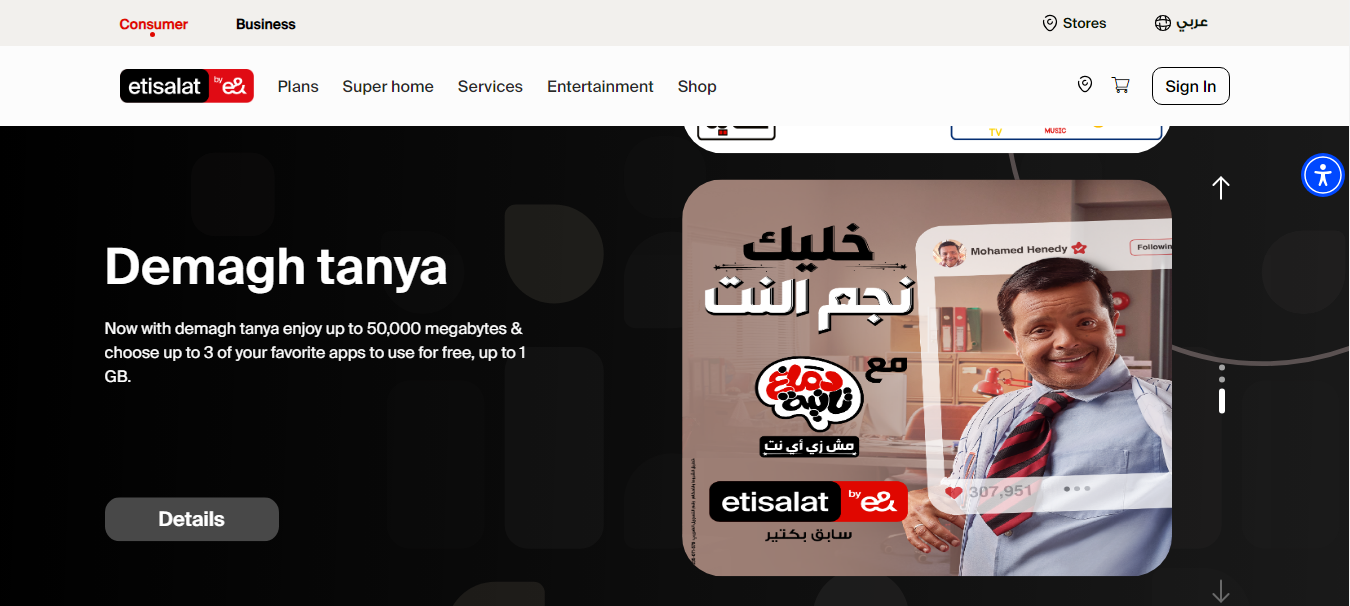 Consumer
Business
Stores
عربي
etisalat by e&
Plans
Super home
Services
Entertainment
Shop
Sign In
TV
MUSIC
Demagh tanya
Now with demagh tanya enjoy up to 50,000 megabytes &
choose up to 3 of your favorite apps to use for free, up to 1
GB.
Details
خليك
نجم النت
مع
دماغ
تانية
مش زي أي نت
etisalat by e&
سابق بكتير
Mohamed Henedy
Followin
307,951